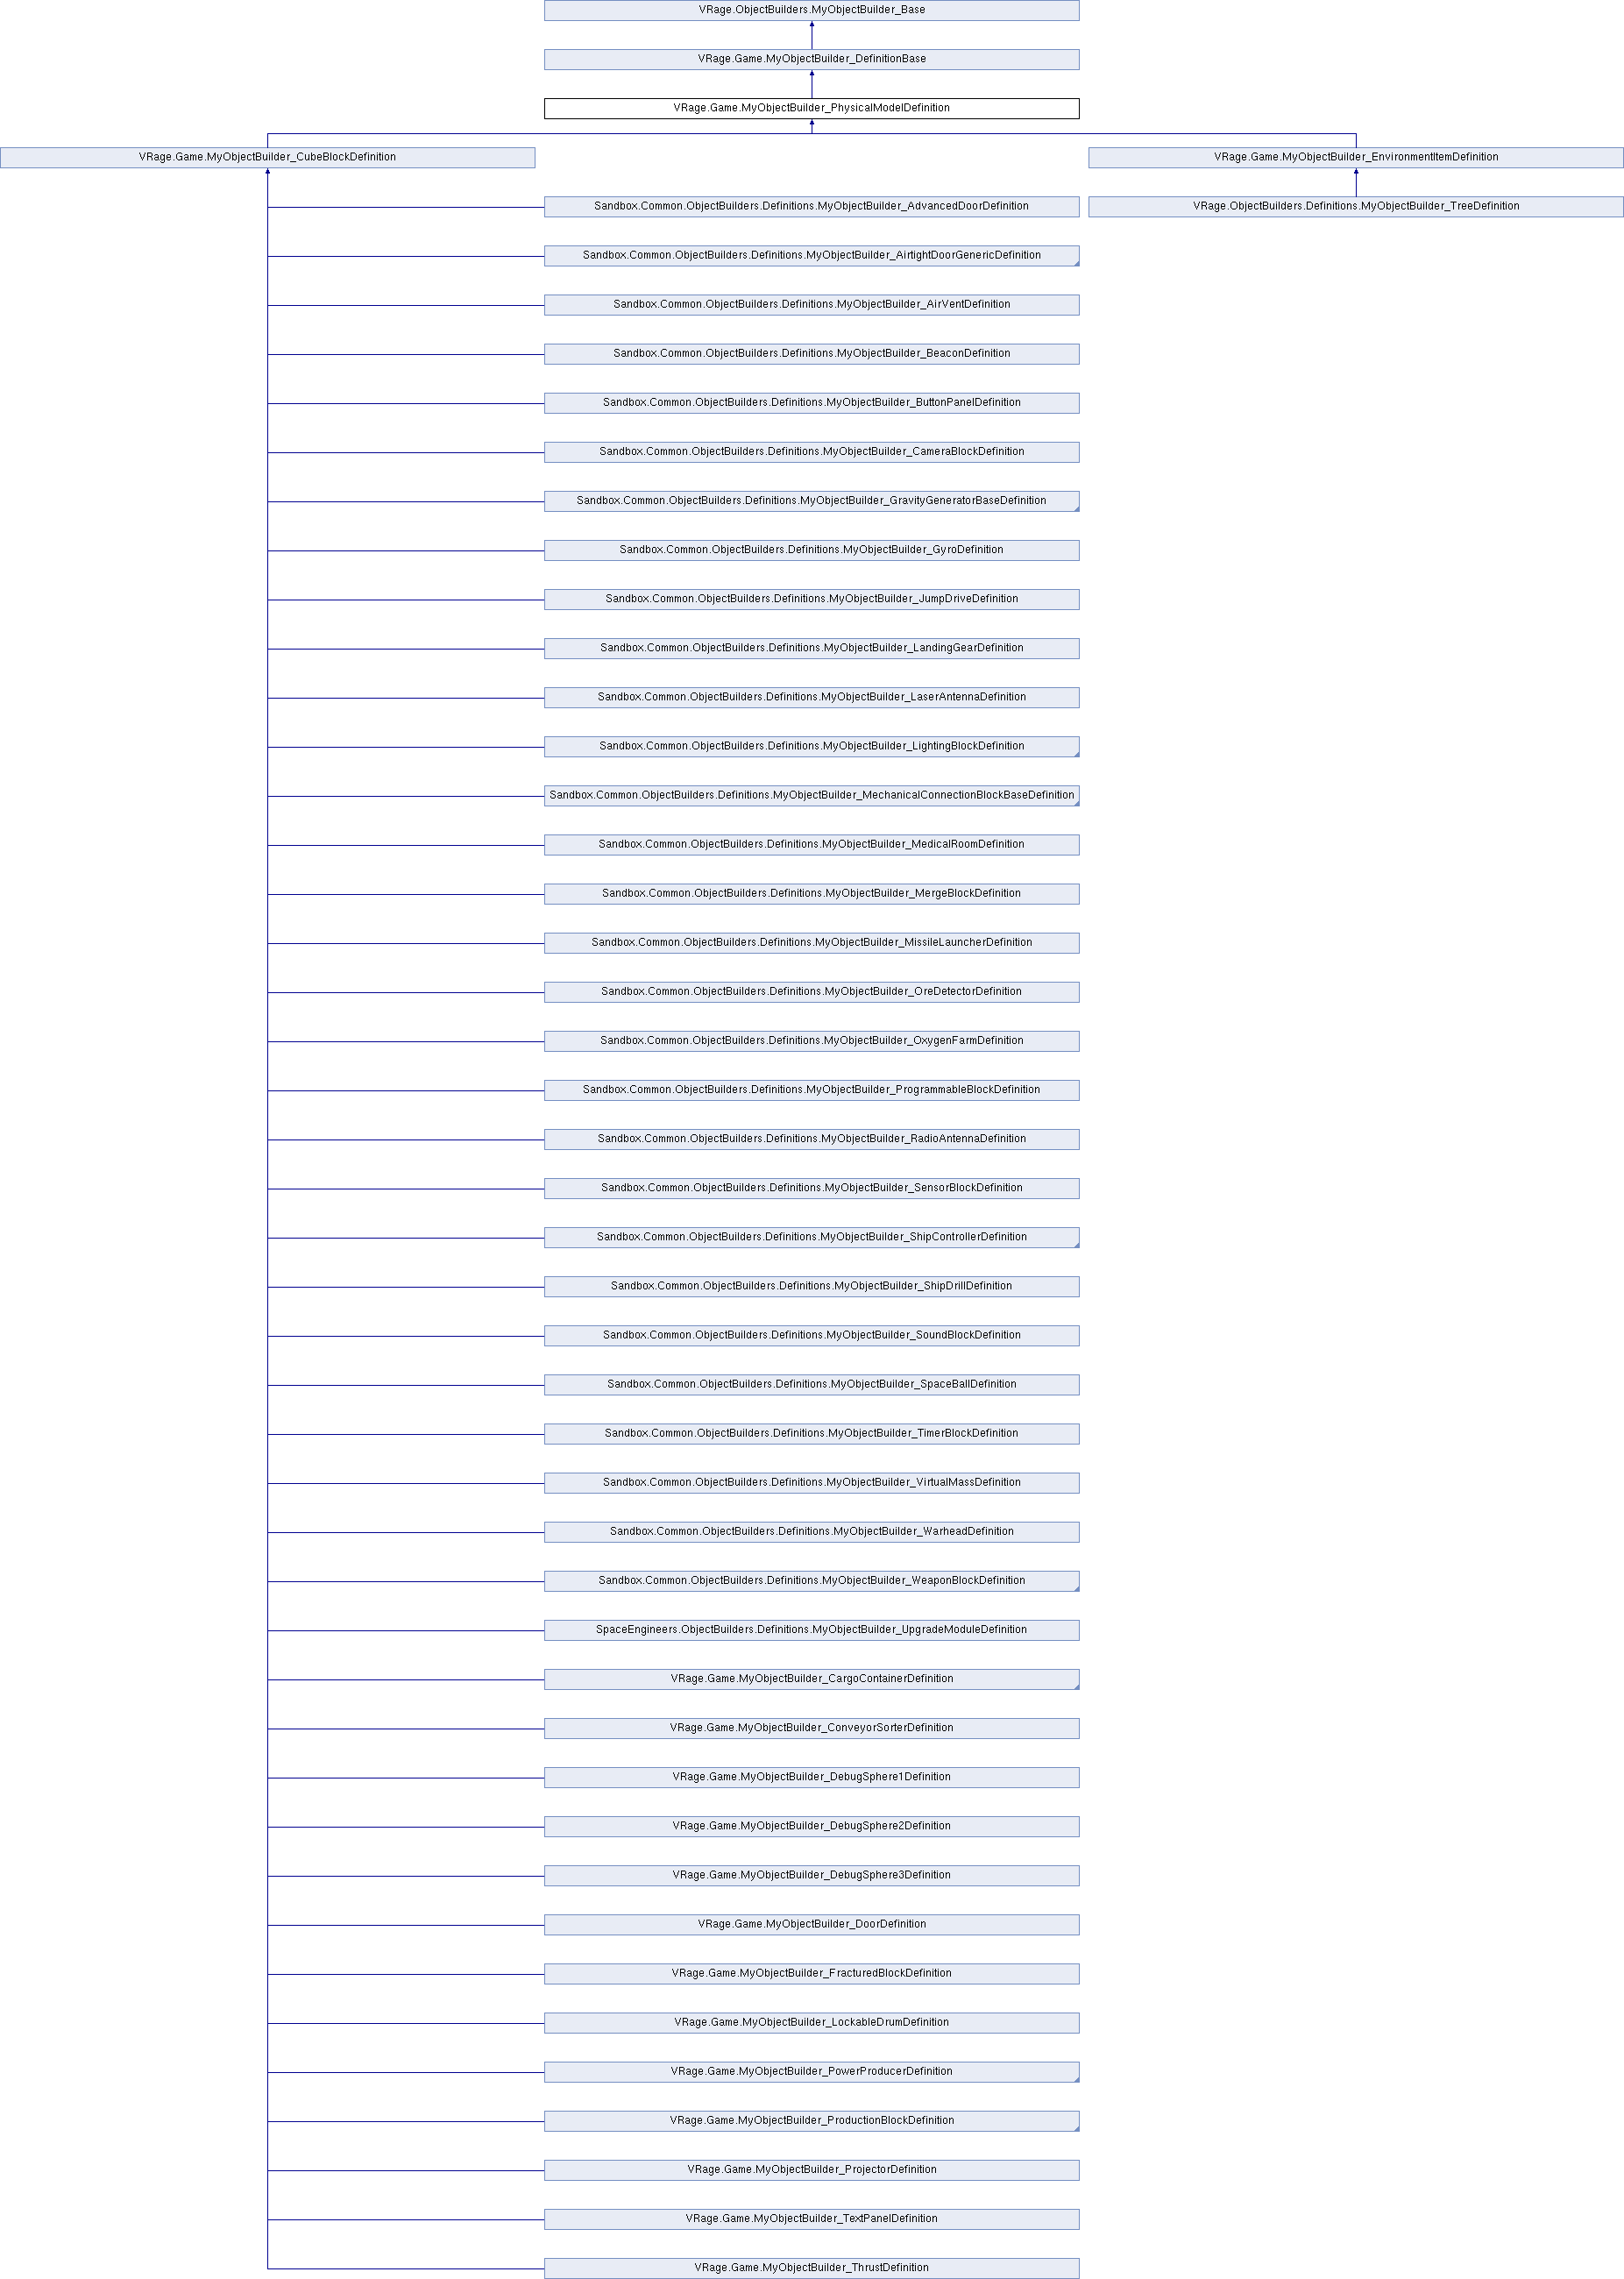 VRage.ObjectBuilders.MyObjectBuilder_Base
VRage.Game.MyObjectBuilder_DefinitionBase
VRage.Game.MyObjectBuilder_PhysicalModelDefinition
VRage.Game.MyObjectBuilder_CubeBlockDefinition
VRage.Game.MyObjectBuilder_EnvironmentItemDefinition
Sandbox.Common.ObjectBuilders.Definitions.MyObjectBuilder_AdvancedDoorDefinition
VRage.ObjectBuilders.Definitions.MyObjectBuilder_TreeDefinition
Sandbox.Common.ObjectBuilders.Definitions.MyObjectBuilder_AirtightDoorGenericDefinition
Sandbox.Common.ObjectBuilders.Definitions.MyObjectBuilder_AirVentDefinition
Sandbox.Common.ObjectBuilders.Definitions.MyObjectBuilder_BeaconDefinition
Sandbox.Common.ObjectBuilders.Definitions.MyObjectBuilder_ButtonPanelDefinition
Sandbox.Common.ObjectBuilders.Definitions.MyObjectBuilder_CameraBlockDefinition
Sandbox.Common.ObjectBuilders.Definitions.MyObjectBuilder_GravityGeneratorBaseDefinition
Sandbox.Common.ObjectBuilders.Definitions.MyObjectBuilder_GyroDefinition
Sandbox.Common.ObjectBuilders.Definitions.MyObjectBuilder_JumpDriveDefinition
Sandbox.Common.ObjectBuilders.Definitions.MyObjectBuilder_LandingGearDefinition
Sandbox.Common.ObjectBuilders.Definitions.MyObjectBuilder_LaserAntennaDefinition
Sandbox.Common.ObjectBuilders.Definitions.MyObjectBuilder_LightingBlockDefinition
Sandbox.Common.ObjectBuilders.Definitions.MyObjectBuilder_MechanicalConnectionBlockBaseDefinition
Sandbox.Common.ObjectBuilders.Definitions.MyObjectBuilder_MedicalRoomDefinition
Sandbox.Common.ObjectBuilders.Definitions.MyObjectBuilder_MergeBlockDefinition
Sandbox.Common.ObjectBuilders.Definitions.MyObjectBuilder_MissileLauncherDefinition
Sandbox.Common.ObjectBuilders.Definitions.MyObjectBuilder_OreDetectorDefinition
Sandbox.Common.ObjectBuilders.Definitions.MyObjectBuilder_OxygenFarmDefinition
Sandbox.Common.ObjectBuilders.Definitions.MyObjectBuilder_ProgrammableBlockDefinition
Sandbox.Common.ObjectBuilders.Definitions.MyObjectBuilder_RadioAntennaDefinition
Sandbox.Common.ObjectBuilders.Definitions.MyObjectBuilder_SensorBlockDefinition
Sandbox.Common.ObjectBuilders.Definitions.MyObjectBuilder_ShipControllerDefinition
Sandbox.Common.ObjectBuilders.Definitions.MyObjectBuilder_ShipDrillDefinition
Sandbox.Common.ObjectBuilders.Definitions.MyObjectBuilder_SoundBlockDefinition
Sandbox.Common.ObjectBuilders.Definitions.MyObjectBuilder_SpaceBallDefinition
Sandbox.Common.ObjectBuilders.Definitions.MyObjectBuilder_TimerBlockDefinition
Sandbox.Common.ObjectBuilders.Definitions.MyObjectBuilder_VirtualMassDefinition
Sandbox.Common.ObjectBuilders.Definitions.MyObjectBuilder_WarheadDefinition
Sandbox.Common.ObjectBuilders.Definitions.MyObjectBuilder_WeaponBlockDefinition
SpaceEngineers.ObjectBuilders.Definitions.MyObjectBuilder_UpgradeModuleDefinition
VRage.Game.MyObjectBuilder_CargoContainerDefinition
VRage.Game.MyObjectBuilder_ConveyorSorterDefinition
VRage.Game.MyObjectBuilder_DebugSphere1Definition
VRage.Game.MyObjectBuilder_DebugSphere2Definition
VRage.Game.MyObjectBuilder_DebugSphere3Definition
VRage.Game.MyObjectBuilder_DoorDefinition
VRage.Game.MyObjectBuilder_FracturedBlockDefinition
VRage.Game.MyObjectBuilder_LockableDrumDefinition
VRage.Game.MyObjectBuilder_PowerProducerDefinition
VRage.Game.MyObjectBuilder_ProductionBlockDefinition
VRage.Game.MyObjectBuilder_ProjectorDefinition
VRage.Game.MyObjectBuilder_TextPanelDefinition
VRage.Game.MyObjectBuilder_ThrustDefinition